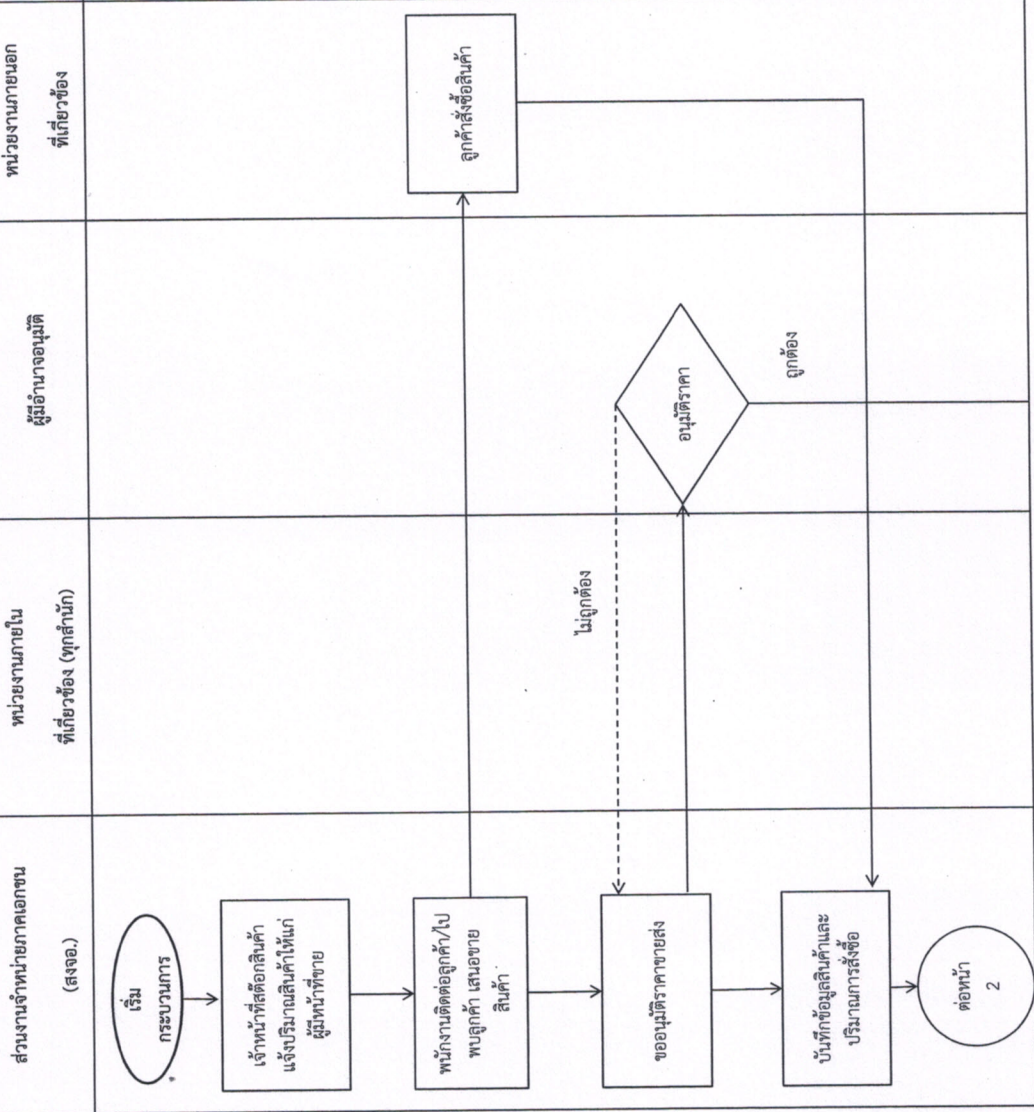 ส่วนงานจำหน่ายภาคเอกชน
(สงจอ.)
หน่วยงานภายใน
ที่เกี่ยวข้อง (ทุกสำนัก)
ผู้มีอำนาจอนุมัติ
หน่วยงานภายนอก
ที่เกี่ยวข้อง
เริ่ม
กระบวนการ
เจ้าหน้าที่สต๊อกสินค้า
แจ้งปริมาณสินค้าให้แก่
ผู้มีหน้าที่ขาย
พนักงานติดต่อลูกค้า/ไป
พบลูกค้า เสนอขาย
สินค้า
ลูกค้าสั่งซื้อสินค้า
ไม่ถูกต้อง
ขออนุมัติราคาขายส่ง
อนุมัติราคา
ถูกต้อง
บันทึกข้อมูลสินค้าและ
ปริมาณการสั่งซื้อ
ต่อหน้า
2